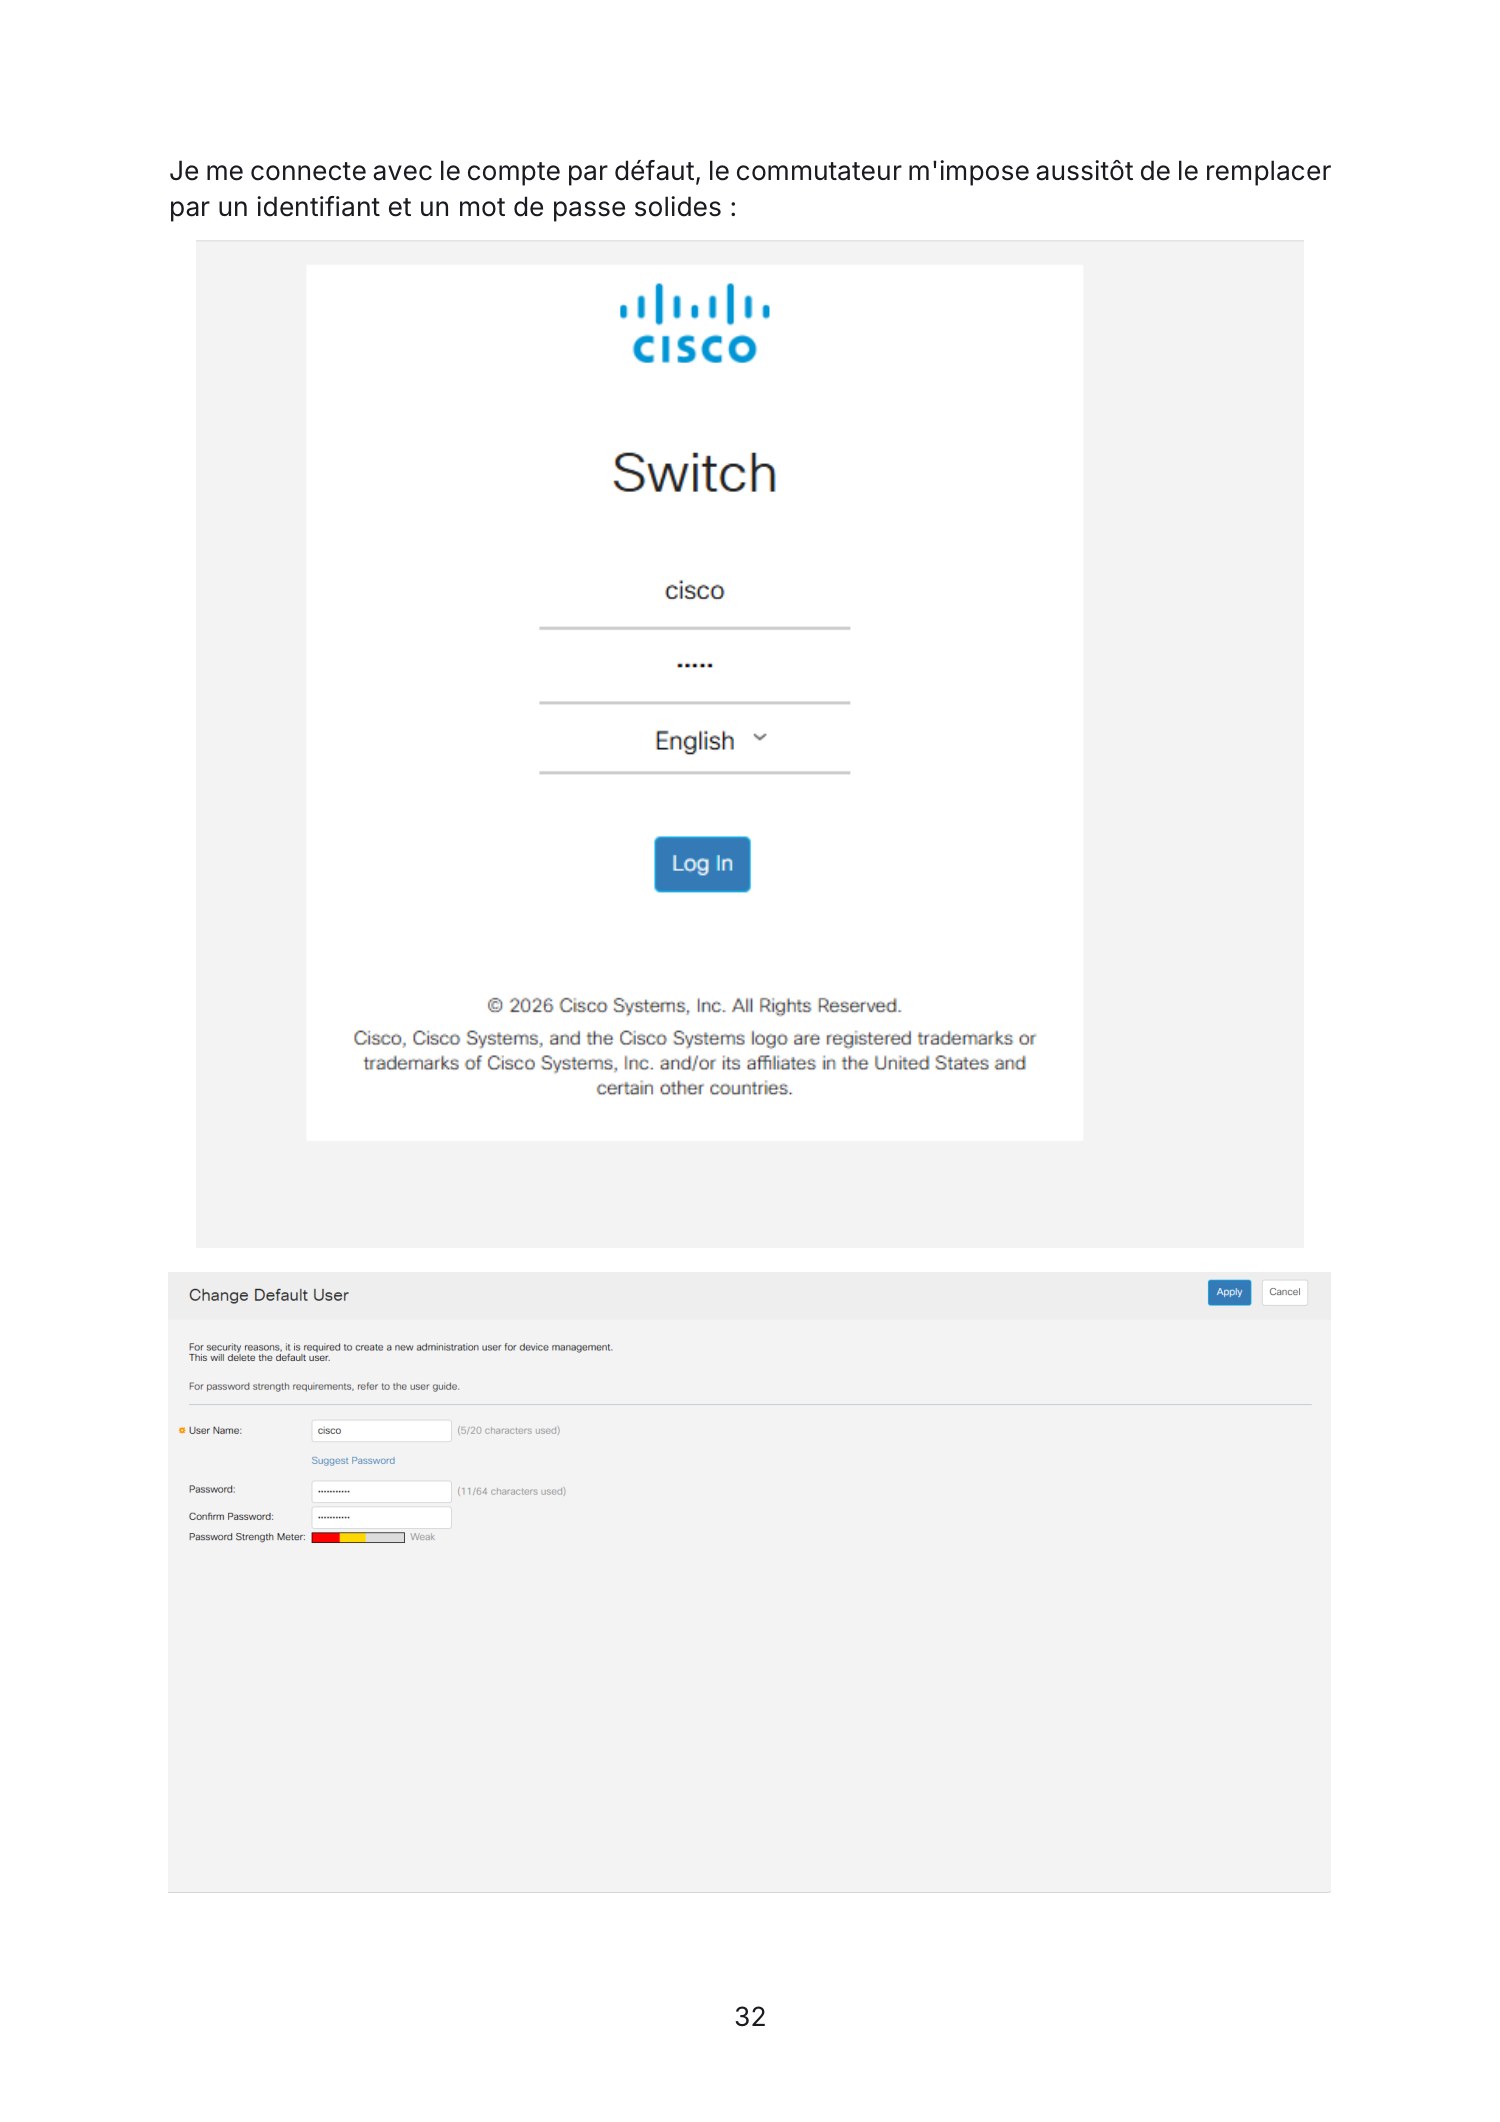 Je me connecte avec le compte par défaut, le commutateur m'impose aussitôt de le remplacer
par un identifiant et un mot de passe solides :
CISCO
Switch
cisco
•••••
English
Log In
© 2026 Cisco Systems, Inc. All Rights Reserved.
Cisco, Cisco Systems, and the Cisco Systems logo are registered trademarks or
trademarks of Cisco Systems, Inc. and/or its affiliates in the United States and
certain other countries.
Change Default User
Apply Cancel
For security reasons, it is required to create a new administration user for device management.
This will delete the default user.
For password strength requirements, refer to the user guide.
User Name: cisco (5/20 characters used)
Suggest Password
Password: ••••••••••• (11/64 characters used)
Confirm Password: •••••••••••
Password Strength Meter: Weak
32